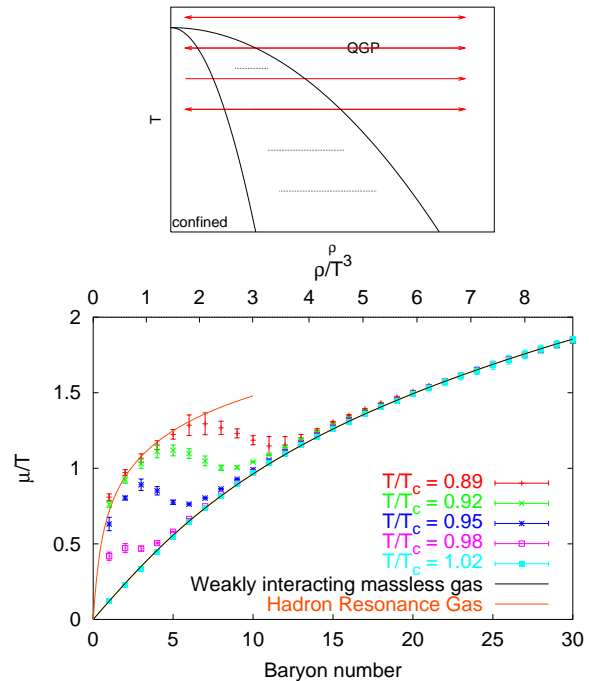 QGP
T
confined
ρ
ρ/T³
0 1 2 3 4 5 6 7 8
2
1.5
μ/T
1
0.5
0
T/T_c = 0.89
T/T_c = 0.92
T/T_c = 0.95
T/T_c = 0.98
T/T_c = 1.02
Weakly interacting massless gas
Hadron Resonance Gas
0 5 10 15 20 25 30
Baryon number